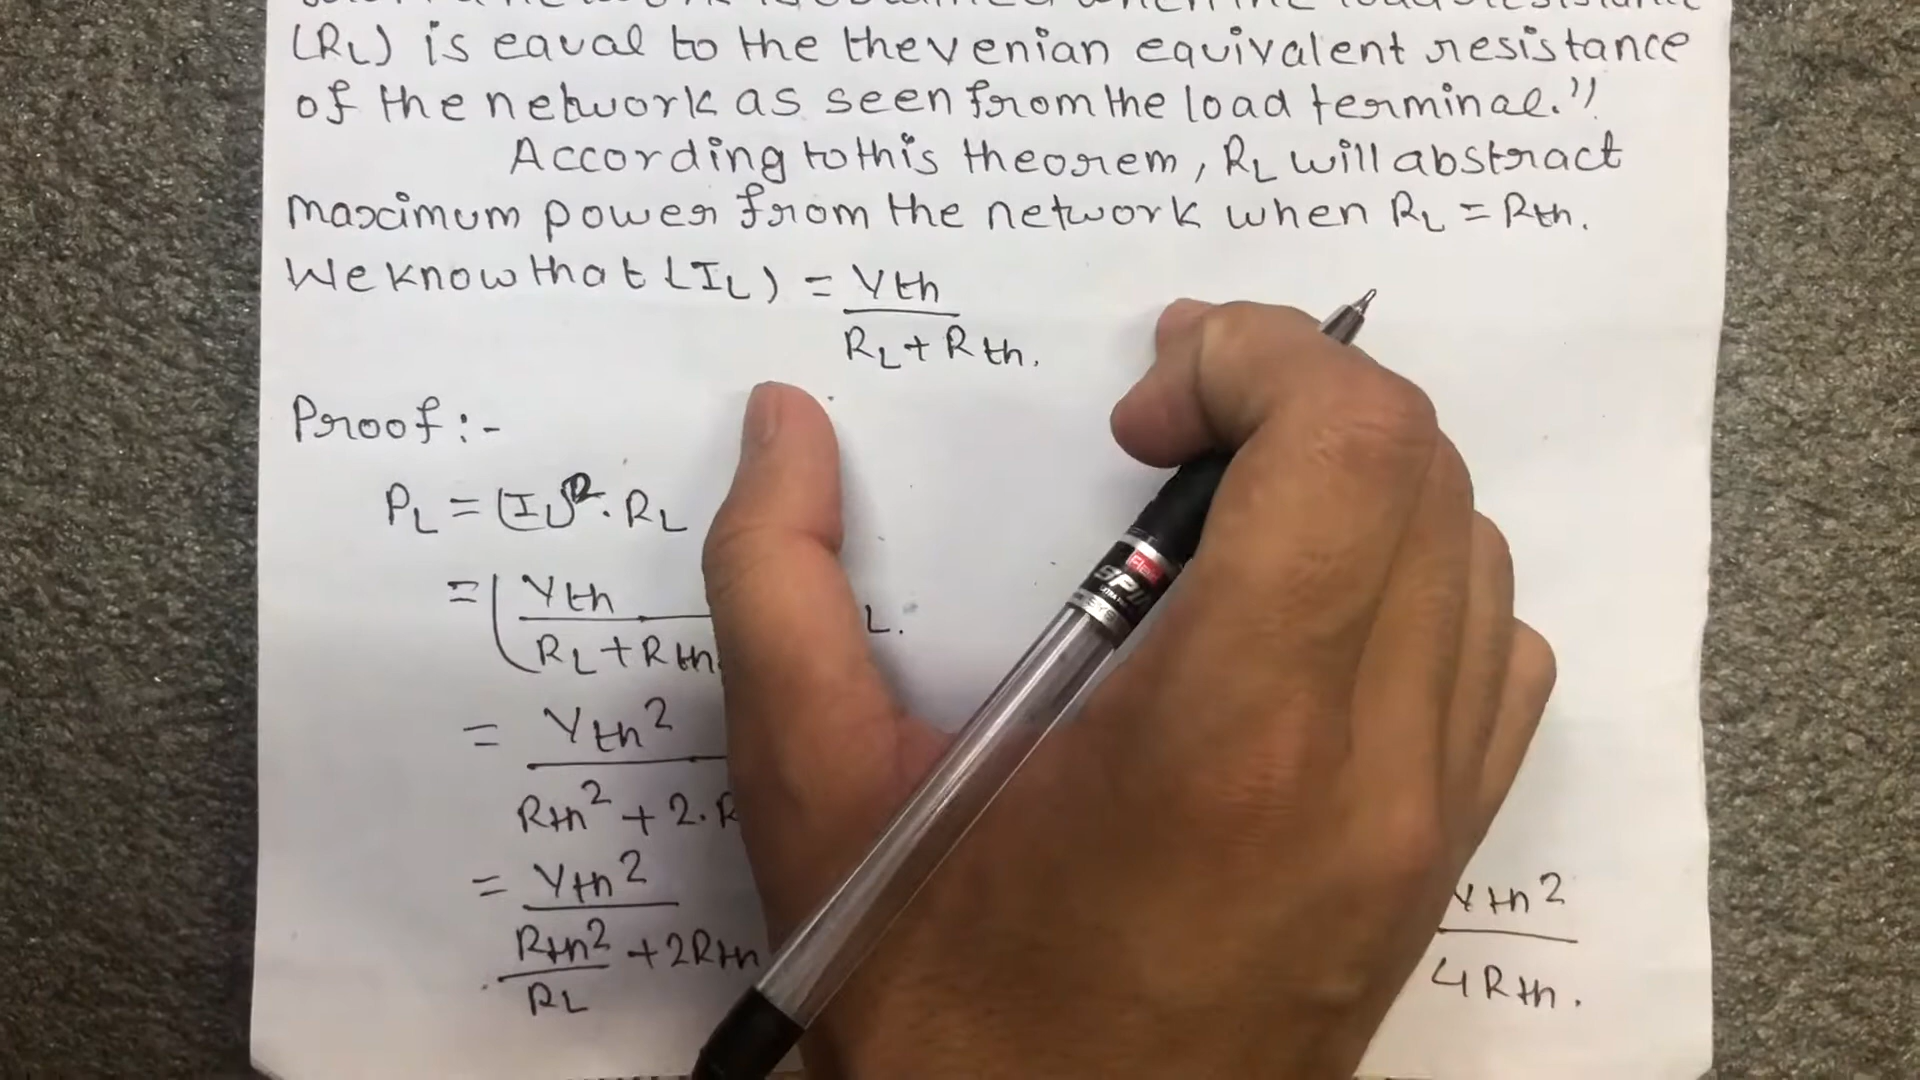 (RL) is eaual to the thevenian equivalent resistance
of the network as seen from the load terminal."
According to this theorem, RL will abstract
maximum power from the network when RL = Rth.
We know that (IL) = Vth
RL + Rth.
Proof :-
PL = (IL)². RL
= ( Vth
RL + Rth
L.
= Vth²
Rth² + 2.R
= Vth²
Rth² + 2Rth
RL
Vth²
4Rth.